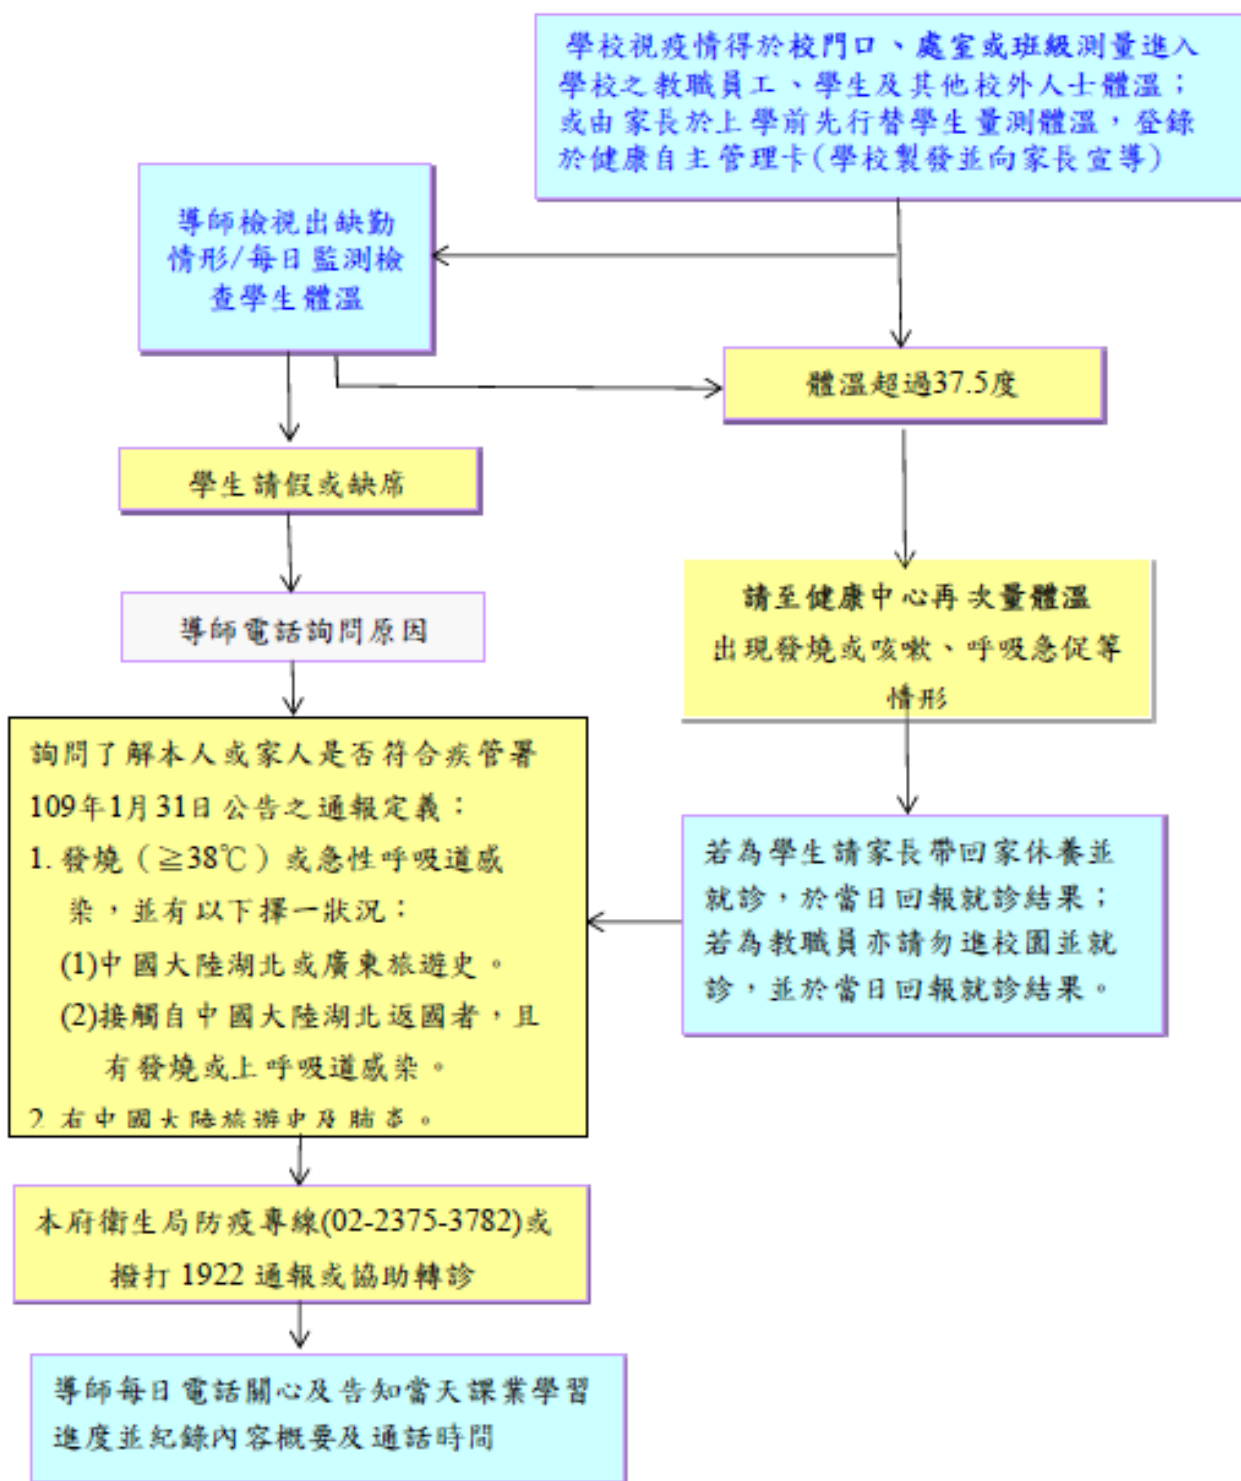 學校視疫情得於校門口、處室或班級測量進入
學校之教職員工、學生及其他校外人士體溫；
或由家長於上學前先行替學生量測體溫，登錄
於健康自主管理卡(學校製發並向家長宣導)
導師檢視出缺勤
情形/每日監測檢
查學生體溫
體溫超過37.5度
學生請假或缺席
請至健康中心再次量體溫
出現發燒或咳嗽、呼吸急促等
情形
導師電話詢問原因
詢問了解本人或家人是否符合疾管署
109年1月31日公告之通報定義：
1. 發燒（≧38℃）或急性呼吸道感
染，並有以下擇一狀況：
(1)中國大陸湖北或廣東旅遊史。
(2)接觸自中國大陸湖北返國者，且
有發燒或上呼吸道感染。
2. 有中國大陸旅遊史及肺炎。
若為學生請家長帶回家休養並
就診，於當日回報就診結果；
若為教職員亦請勿進校園並就
診，並於當日回報就診結果。
本府衛生局防疫專線(02-2375-3782)或
撥打 1922 通報或協助轉診
導師每日電話關心及告知當天課業學習
進度並紀錄內容概要及通話時間